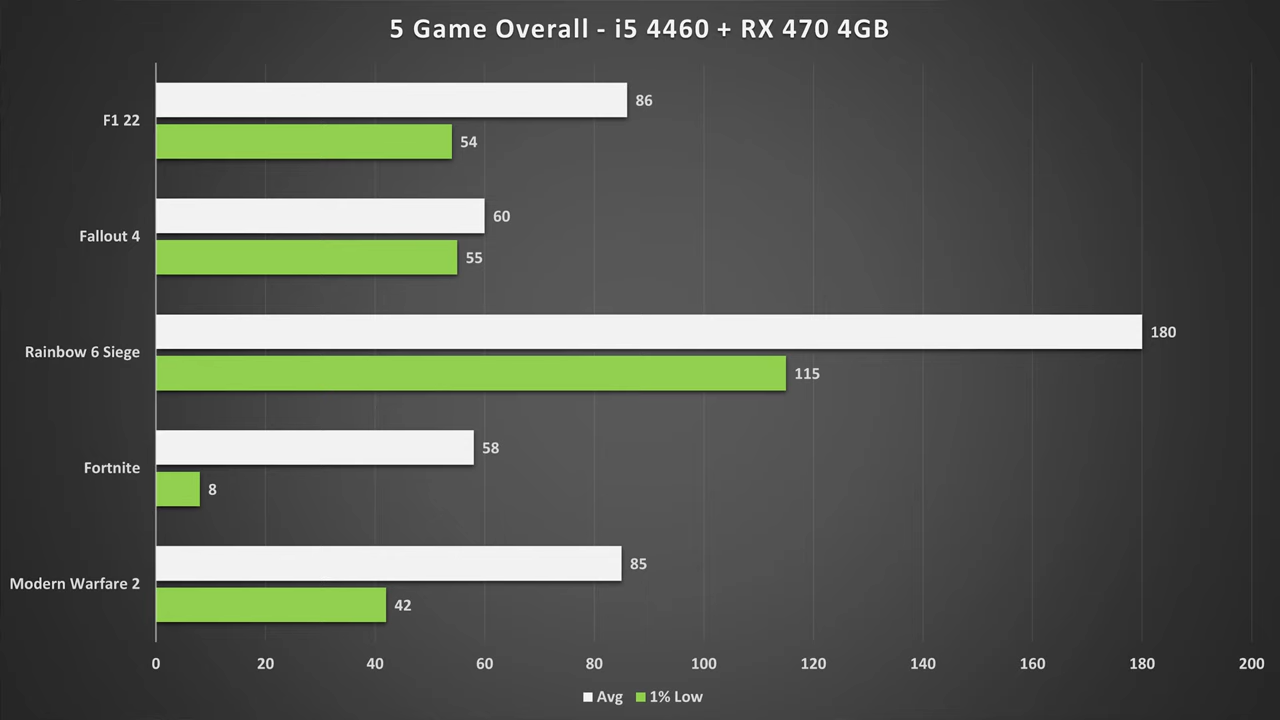 5 Game Overall - i5 4460 + RX 470 4GB
F1 22
86
54
Fallout 4
60
55
Rainbow 6 Siege
180
115
Fortnite
58
8
Modern Warfare 2
85
42
0 20 40 60 80 100 120 140 160 180 200
Avg 1% Low